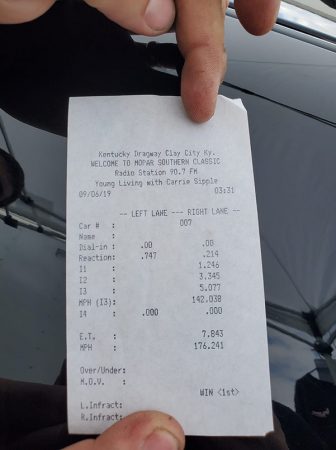 Kentucky Dragway Clay City Ky.
WELCOME TO MOPAR SOUTHERN CLASSIC
Radio Station 90.7 FM
Young Living with Carrie Sipple
09/06/19 03:31
-- LEFT LANE --- RIGHT LANE --
Car # : 007
Name :
Dial-in : .00 .00
Reaction: .747 .214
I1 : 1.246
I2 : 3.345
I3 : 5.077
MPH (I3): 142.038
I4 : .000 .000
E.T. : 7.843
MPH : 176.241
Over/Under:
M.O.V. :
WIN <1st>
L.Infract:
R.Infract: